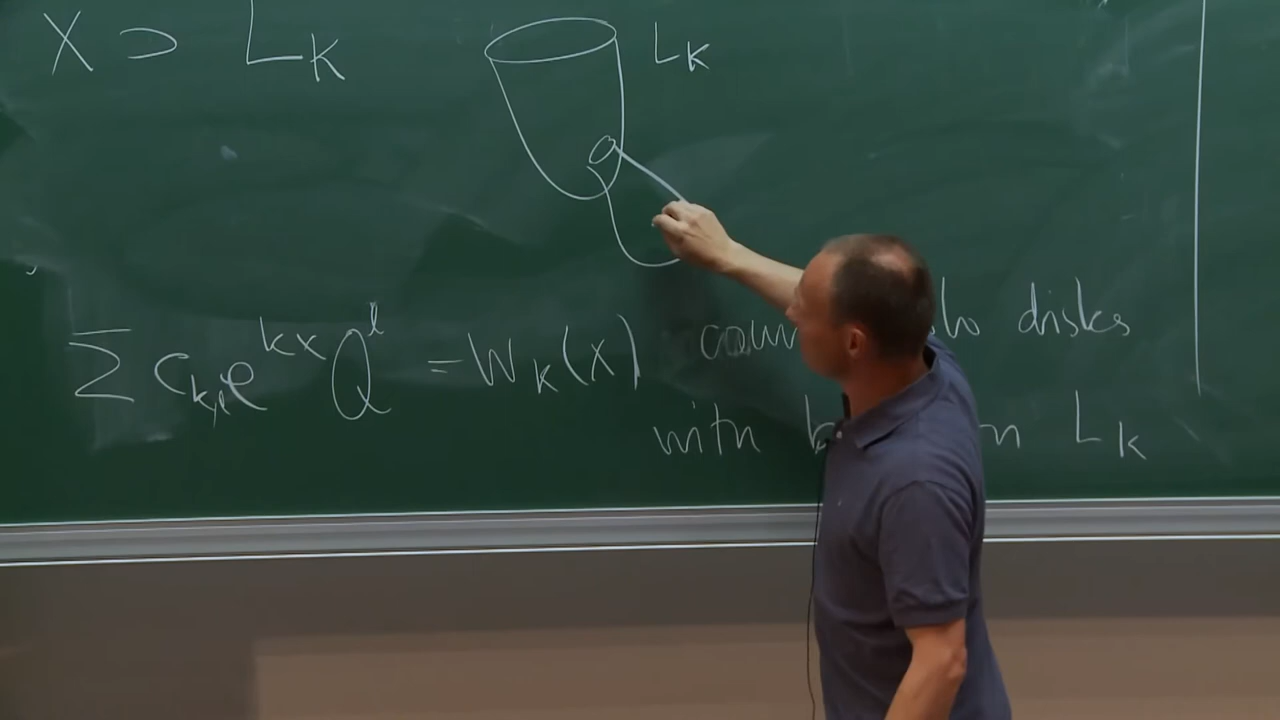 X ⊃ L_K
L_K
∑ C_{k,l} e^{kx} Q^l = W_K(x) disks
with L_K